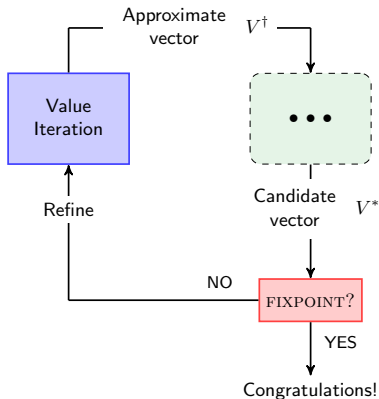 Approximate
vector
V†
Value
Iteration
•••
Refine
Candidate
vector
V*
NO
FIXPOINT?
YES
Congratulations!